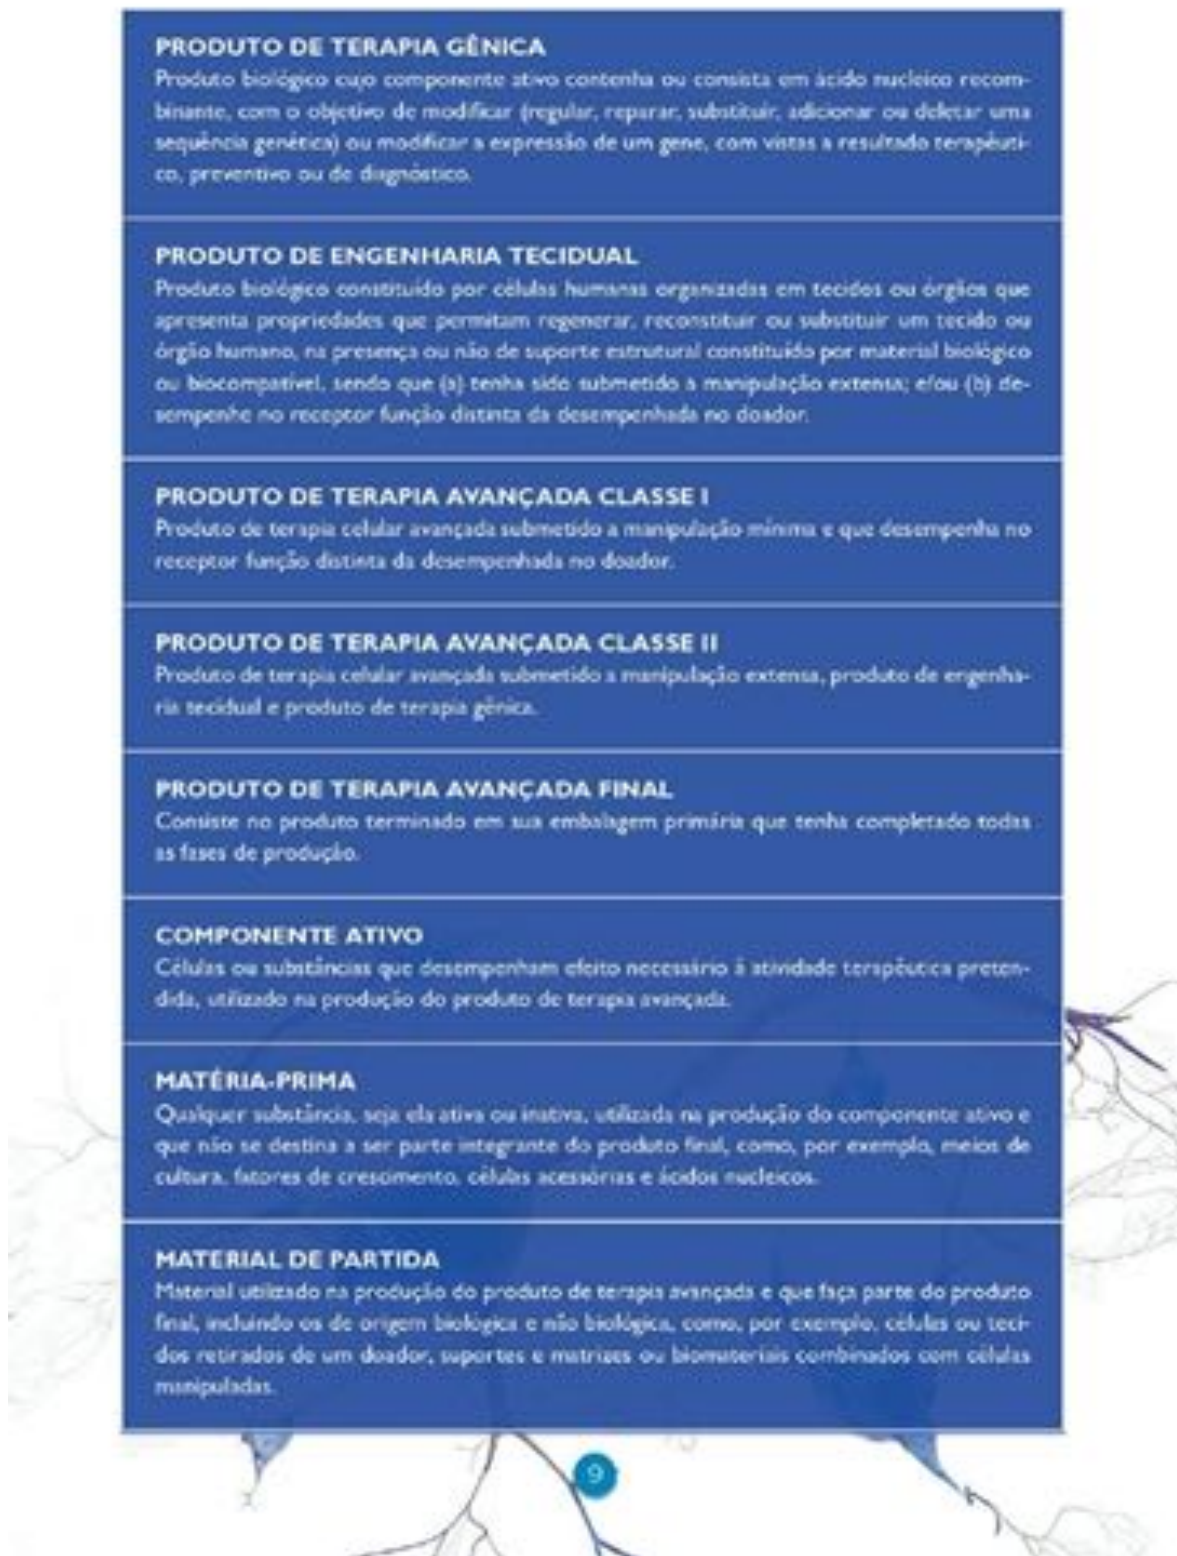 PRODUTO DE TERAPIA GÊNICA
Produto biológico cujo componente ativo contenha ou consista em ácido nucleico recom-
binante, com o objetivo de modificar (regular, reparar, substituir, adicionar ou deletar uma
sequência genética) ou modificar a expressão de um gene, com vistas a resultado terapêuti-
co, preventivo ou de diagnóstico.
PRODUTO DE ENGENHARIA TECIDUAL
Produto biológico constituído por células humanas organizadas em tecidos ou órgãos que
apresenta propriedades que permitam regenerar, reconstituir ou substituir um tecido ou
órgão humano, na presença ou não de suporte estrutural constituído por material biológico
ou biocompatível, sendo que (a) tenha sido submetido a manipulação extensa; e/ou (b) de-
sempenhe no receptor função distinta da desempenhada no doador.
PRODUTO DE TERAPIA AVANÇADA CLASSE I
Produto de terapia celular avançada submetido a manipulação mínima e que desempenha no
receptor função distinta da desempenhada no doador.
PRODUTO DE TERAPIA AVANÇADA CLASSE II
Produto de terapia celular avançada submetido a manipulação extensa, produto de engenha-
ria tecidual e produto de terapia gênica.
PRODUTO DE TERAPIA AVANÇADA FINAL
Consiste no produto terminado em sua embalagem primária que tenha completado todas
as fases de produção.
COMPONENTE ATIVO
Células ou substâncias que desempenham efeito necessário à atividade terapêutica preten-
dida, utilizado na produção do produto de terapia avançada.
MATÉRIA-PRIMA
Qualquer substância, seja ela ativa ou inativa, utilizada na produção do componente ativo e
que não se destina a ser parte integrante do produto final, como, por exemplo, meios de
cultura, fatores de crescimento, células acessórias e ácidos nucleicos.
MATERIAL DE PARTIDA
Material utilizado na produção do produto de terapia avançada e que faça parte do produto
final, incluindo os de origem biológica e não biológica, como, por exemplo, células ou teci-
dos retirados de um doador, suportes e matrizes ou biomateriais combinados com células
manipuladas.
9